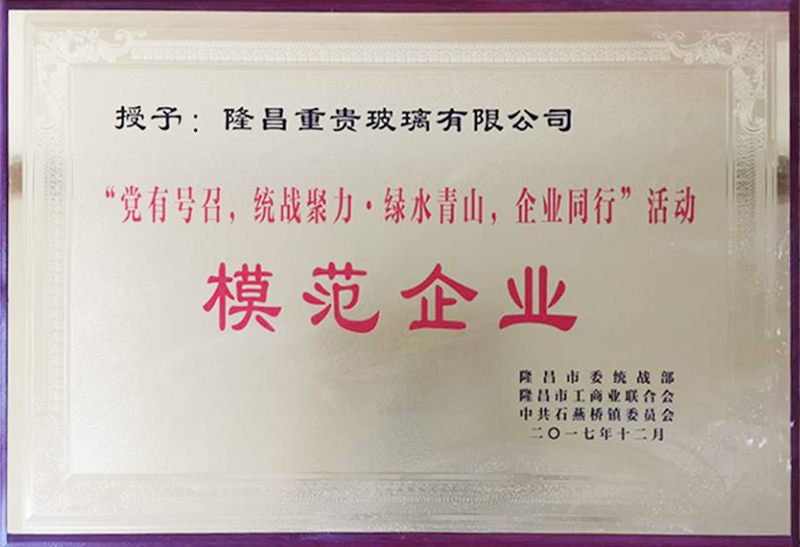 授予：隆昌重贵玻璃有限公司
“党有号召，统战聚力·绿水青山，企业同行”活动
模范企业
隆昌市委统战部
隆昌市工商业联合会
中共石燕桥镇委员会
二〇一七年十二月